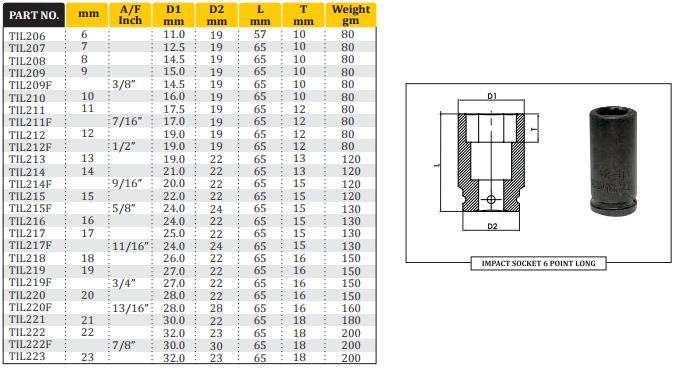 PART NO. mm A/F Inch D1 mm D2 mm L mm T mm Weight gm
TIL206 6 11.0 19 57 10 80
TIL207 7 12.5 19 65 10 80
TIL208 8 14.5 19 65 10 80
TIL209 9 15.0 19 65 10 80
TIL209F 3/8” 14.5 19 65 10 80
TIL210 10 16.0 19 65 10 80
TIL211 11 17.5 19 65 12 80
TIL211F 7/16” 17.0 19 65 12 80
TIL212 12 19.0 19 65 12 80
TIL212F 1/2” 19.0 19 65 12 80
TIL213 13 19.0 22 65 13 120
TIL214 14 21.0 22 65 13 120
TIL214F 9/16” 20.0 22 65 15 120
TIL215 15 22.0 22 65 15 120
TIL215F 5/8” 24.0 24 65 15 130
TIL216 16 24.0 22 65 15 130
TIL217 17 25.0 22 65 15 130
TIL217F 11/16” 24.0 24 65 15 130
TIL218 18 26.0 22 65 16 150
TIL219 19 27.0 22 65 16 150
TIL219F 3/4” 27.0 22 65 16 150
TIL220 20 28.0 22 65 16 150
TIL220F 13/16” 28.0 28 65 16 160
TIL221 21 30.0 22 65 18 180
TIL222 22 32.0 23 65 18 200
TIL222F 7/8” 30.0 30 65 18 200
TIL223 23 32.0 23 65 18 200
D1
T
L
D2
IMPACT SOCKET 6 POINT LONG